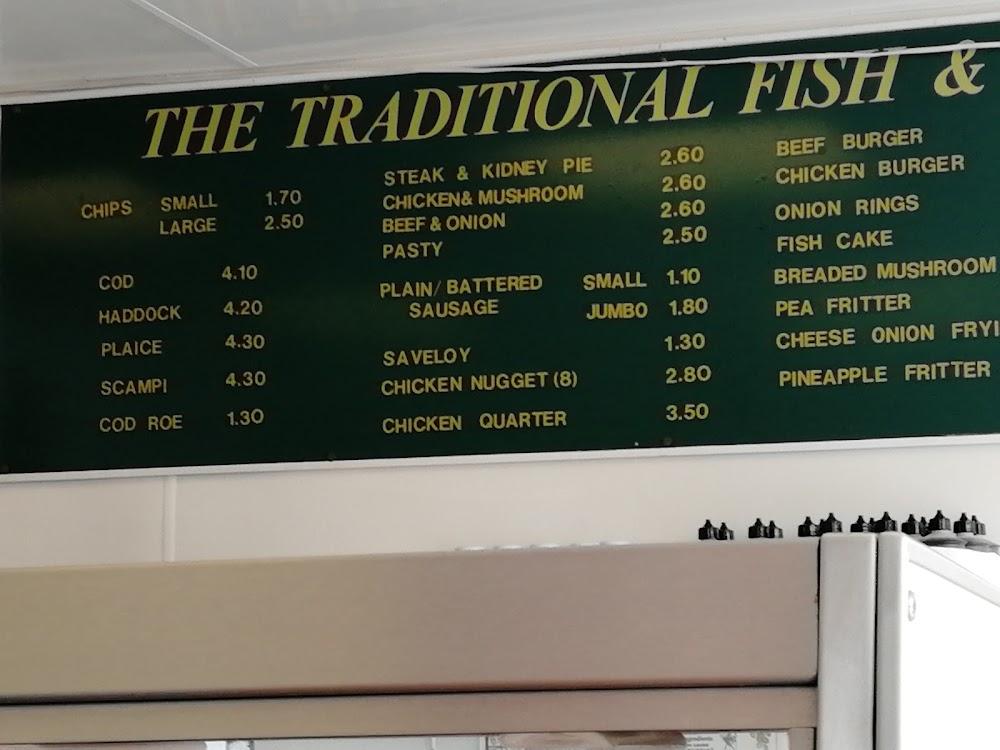 THE TRADITIONAL FISH &
CHIPS SMALL 1.70
LARGE 2.50
COD 4.10
HADDOCK 4.20
PLAICE 4.30
SCAMPI 4.30
COD ROE 1.30
STEAK & KIDNEY PIE 2.60
CHICKEN & MUSHROOM 2.60
BEEF & ONION 2.60
PASTY 2.50
PLAIN/BATTERED SMALL 1.10
SAUSAGE JUMBO 1.80
SAVELOY 1.30
CHICKEN NUGGET (8) 2.80
CHICKEN QUARTER 3.50
BEEF BURGER
CHICKEN BURGER
ONION RINGS
FISH CAKE
BREADED MUSHROOM
PEA FRITTER
CHEESE ONION FRYI
PINEAPPLE FRITTER